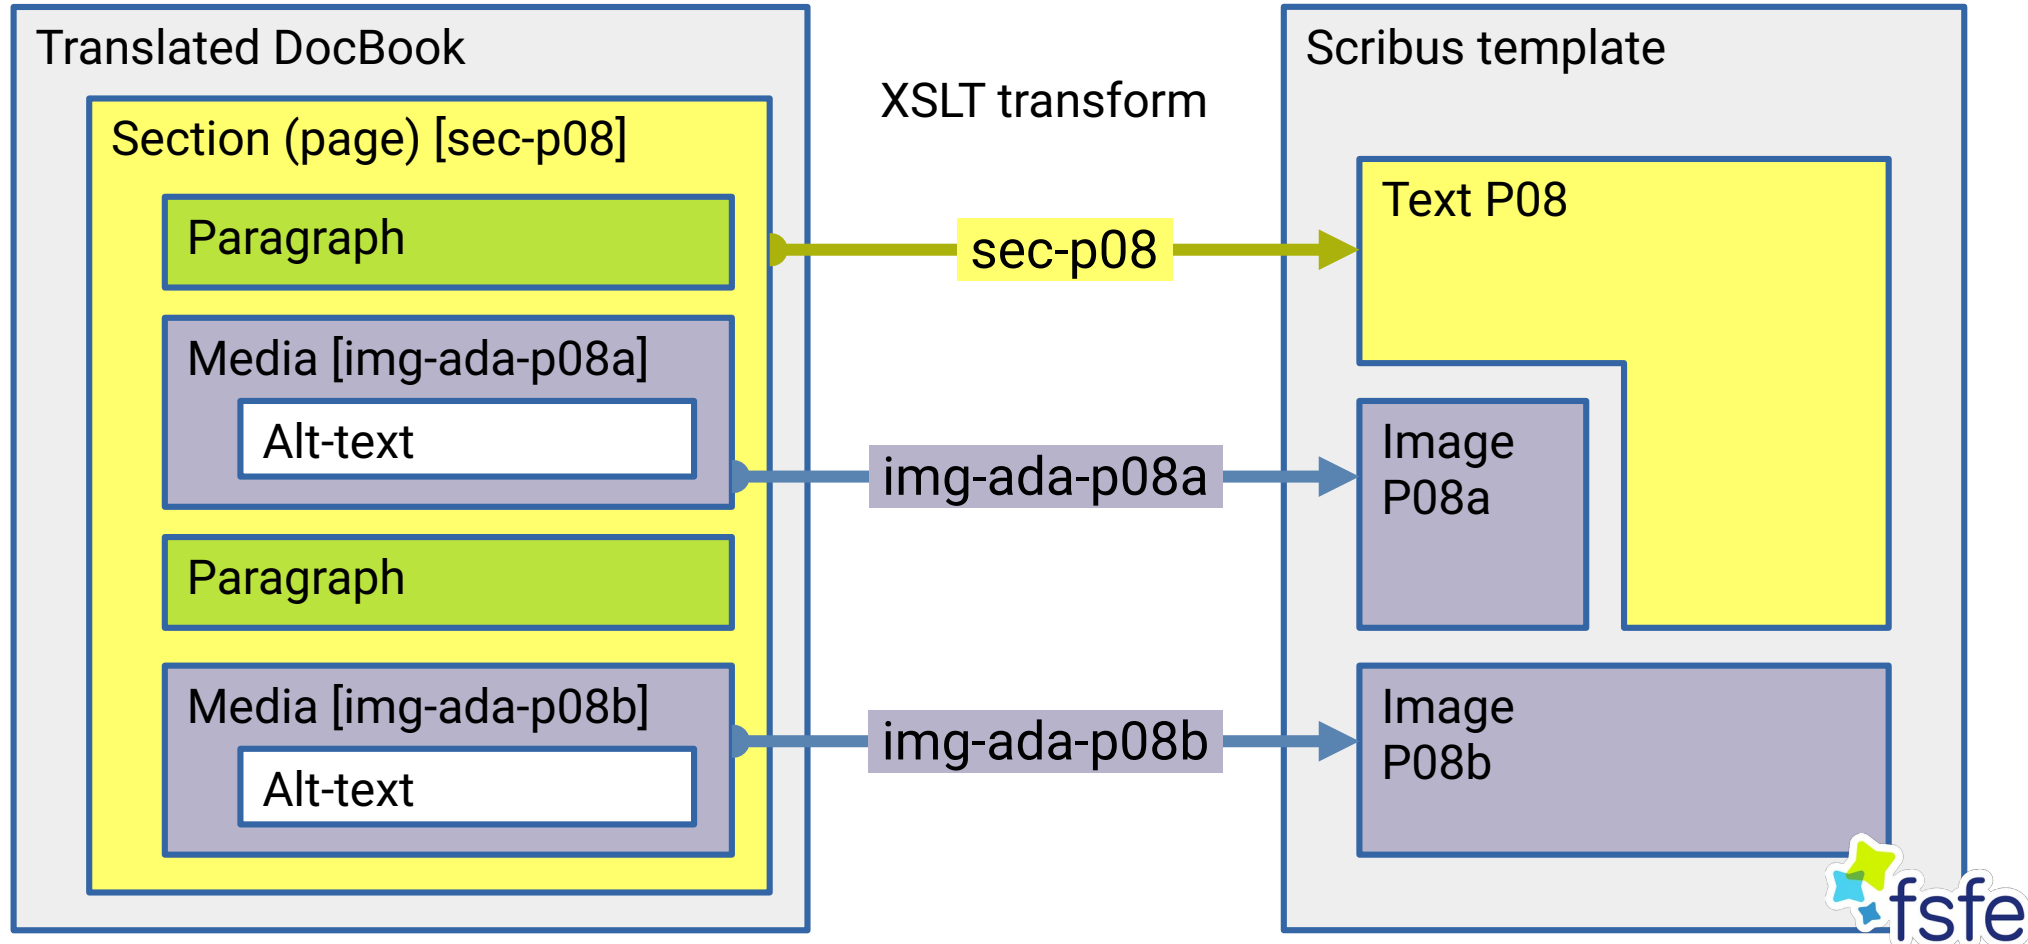 Translated DocBook
Section (page) [sec-p08]
Paragraph
Media [img-ada-p08a]
Alt-text
Paragraph
Media [img-ada-p08b]
Alt-text
XSLT transform
sec-p08
img-ada-p08a
img-ada-p08b
Scribus template
Text P08
Image
P08a
Image
P08b
fsfe